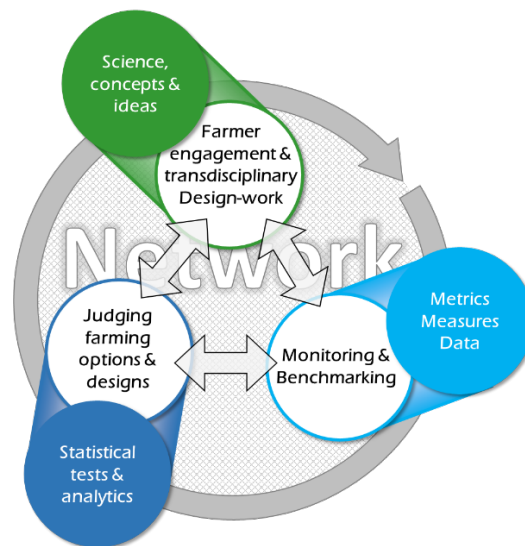 Science,
concepts &
ideas
Farmer
engagement &
transdisciplinary
Design-work
Network
Judging
farming
options &
designs
Monitoring &
Benchmarking
Metrics
Measures
Data
Statistical
tests &
analytics